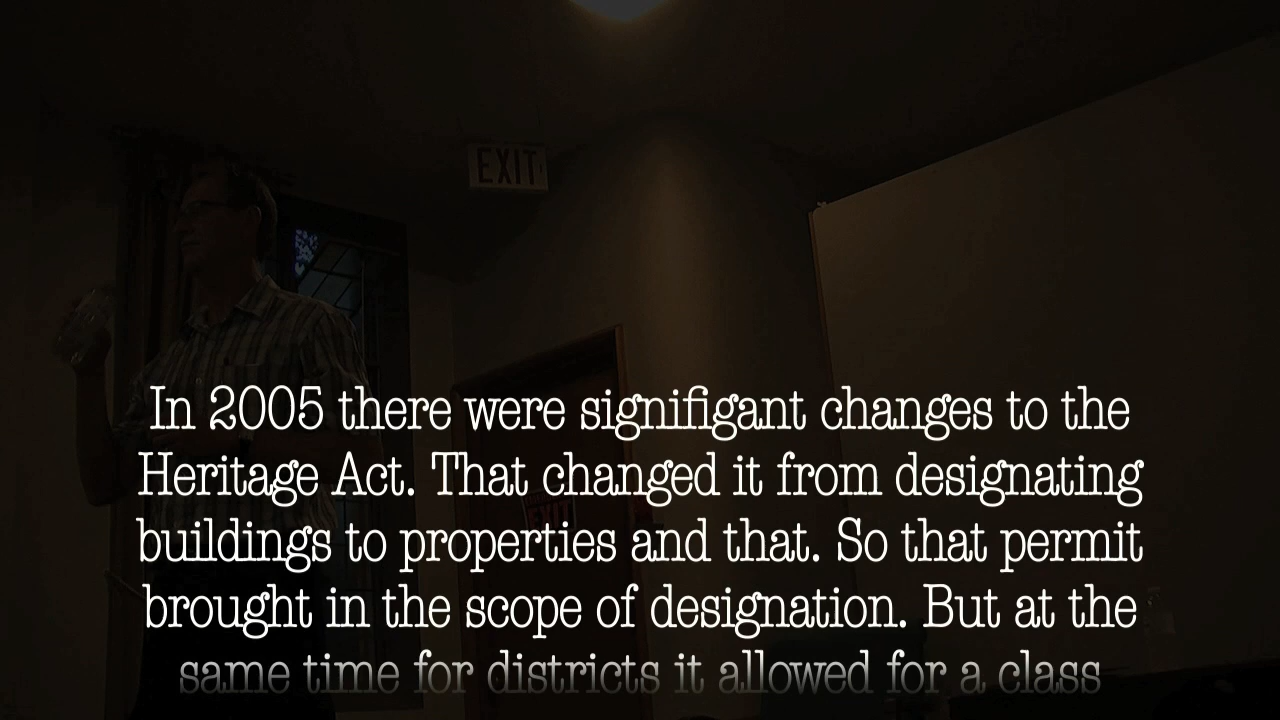 EXIT
In 2005 there were signifigant changes to the
Heritage Act. That changed it from designating
buildings to properties and that. So that permit
brought in the scope of designation. But at the
same time for districts it allowed for a class
EXIT